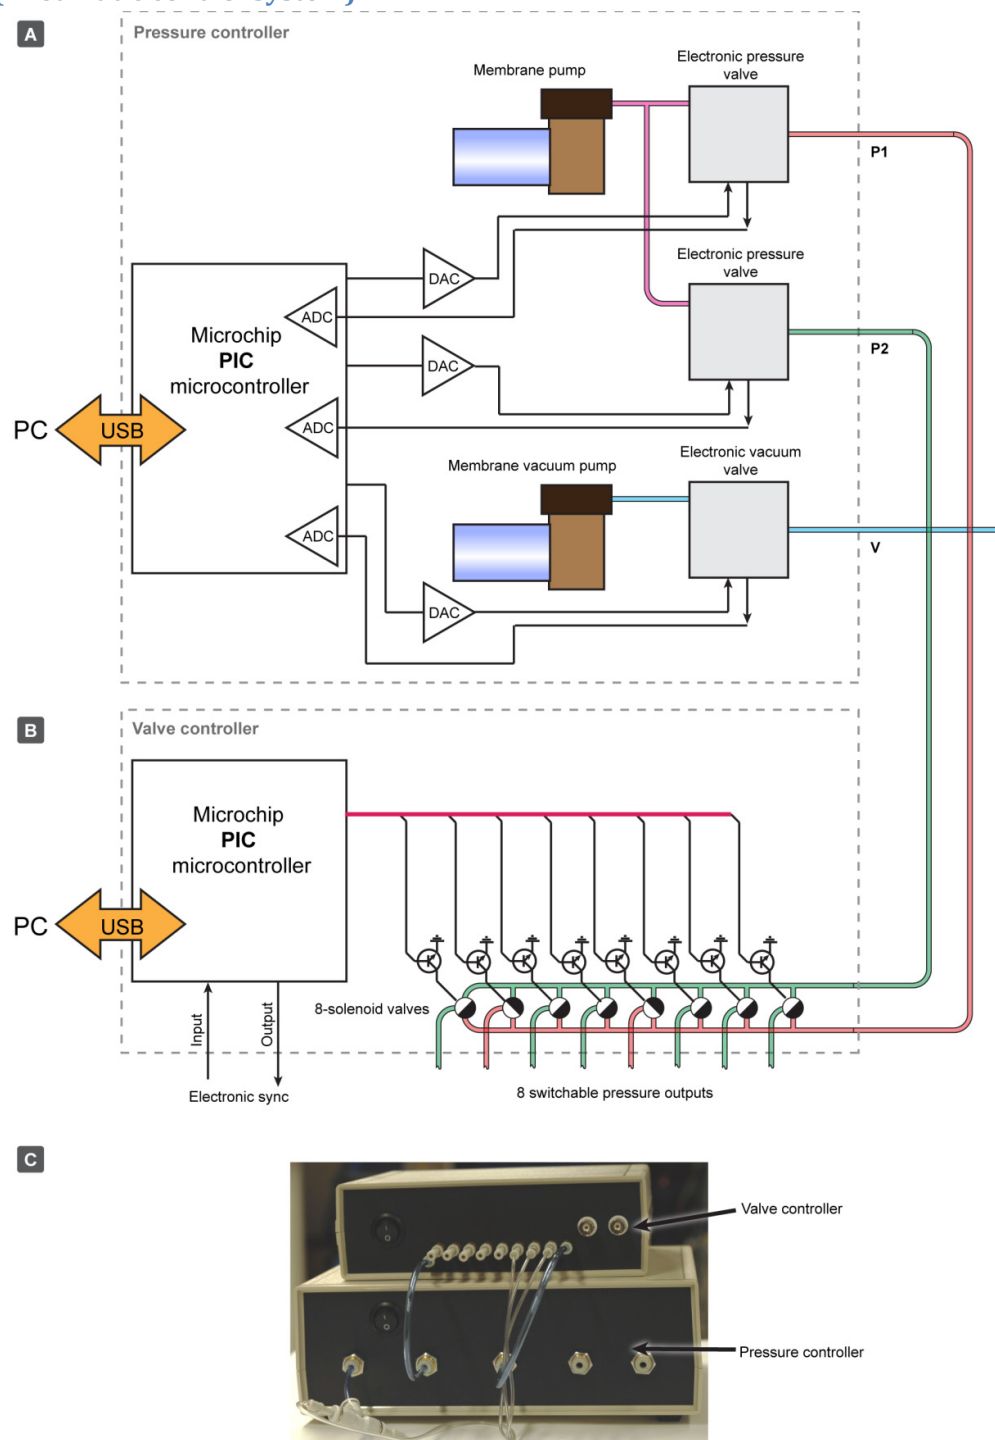 A
Pressure controller
Membrane pump
Electronic pressure
valve
P1
DAC
ADC
Electronic pressure
valve
Microchip
PIC
microcontroller
DAC
P2
PC
USB
ADC
Membrane vacuum pump
Electronic vacuum
valve
ADC
V
DAC
B
Valve controller
Microchip
PIC
microcontroller
PC
USB
8-solenoid valves
Input
Output
Electronic sync
8 switchable pressure outputs
C
Valve controller
Pressure controller